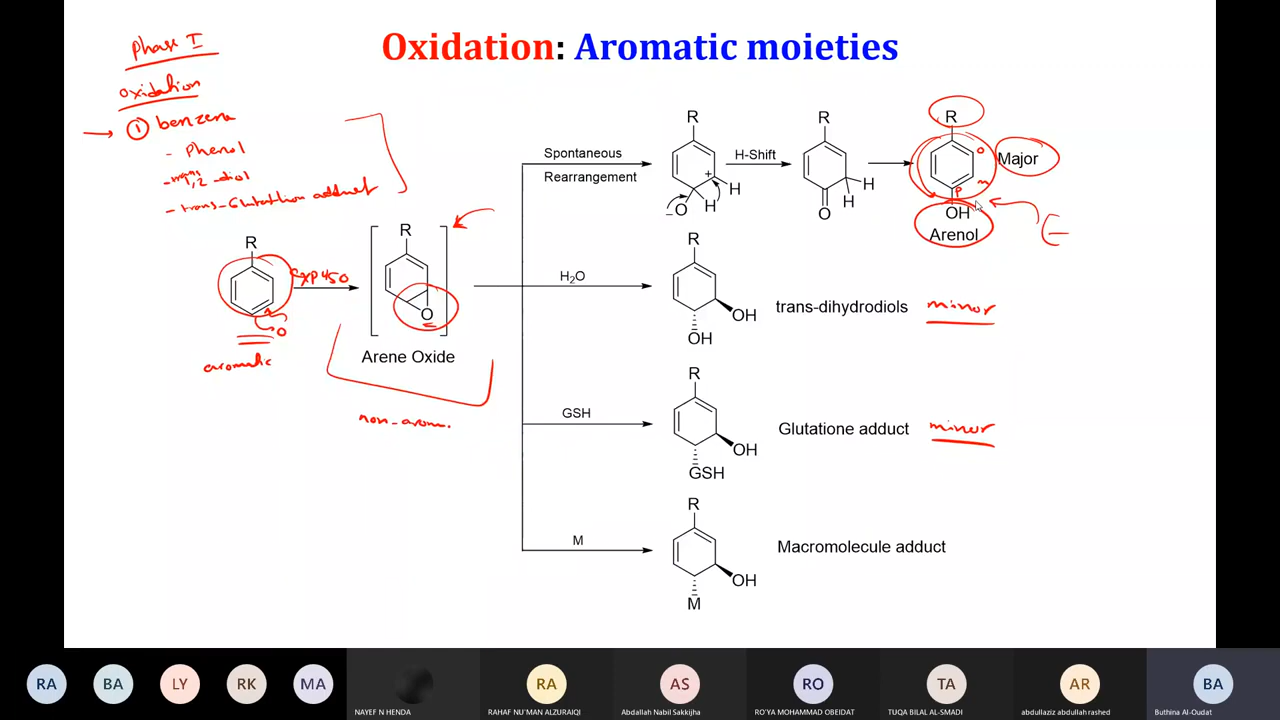 Phase I
Oxidation: Aromatic moieties
oxidation
① benzene
- Phenol
1,2-diol
- trans-Glutathion adduct
R
CYP450
O
aromatic
R
O
Arene Oxide
non-arom.
Spontaneous
Rearrangement
R
+
H
H
O
−
H-Shift
R
H
H
O
R
o
m
p
OH
Arenol
Major
E
H₂O
R
OH
OH
trans-dihydrodiols
minor
GSH
R
OH
GSH
Glutatione adduct
minor
M
R
OH
M
Macromolecule adduct
RA
BA
LY
RK
MA
NAYEF N HENDA
RA
RAHAF NU'MAN ALZURAIQI
AS
Abdallah Nabil Sakkijha
RO
RO'YA MOHAMMAD OBEIDAT
TA
TUQA BILAL AL-SMADI
AR
abdullaziz abdullah rashed
BA
Buthina Al-Oudat